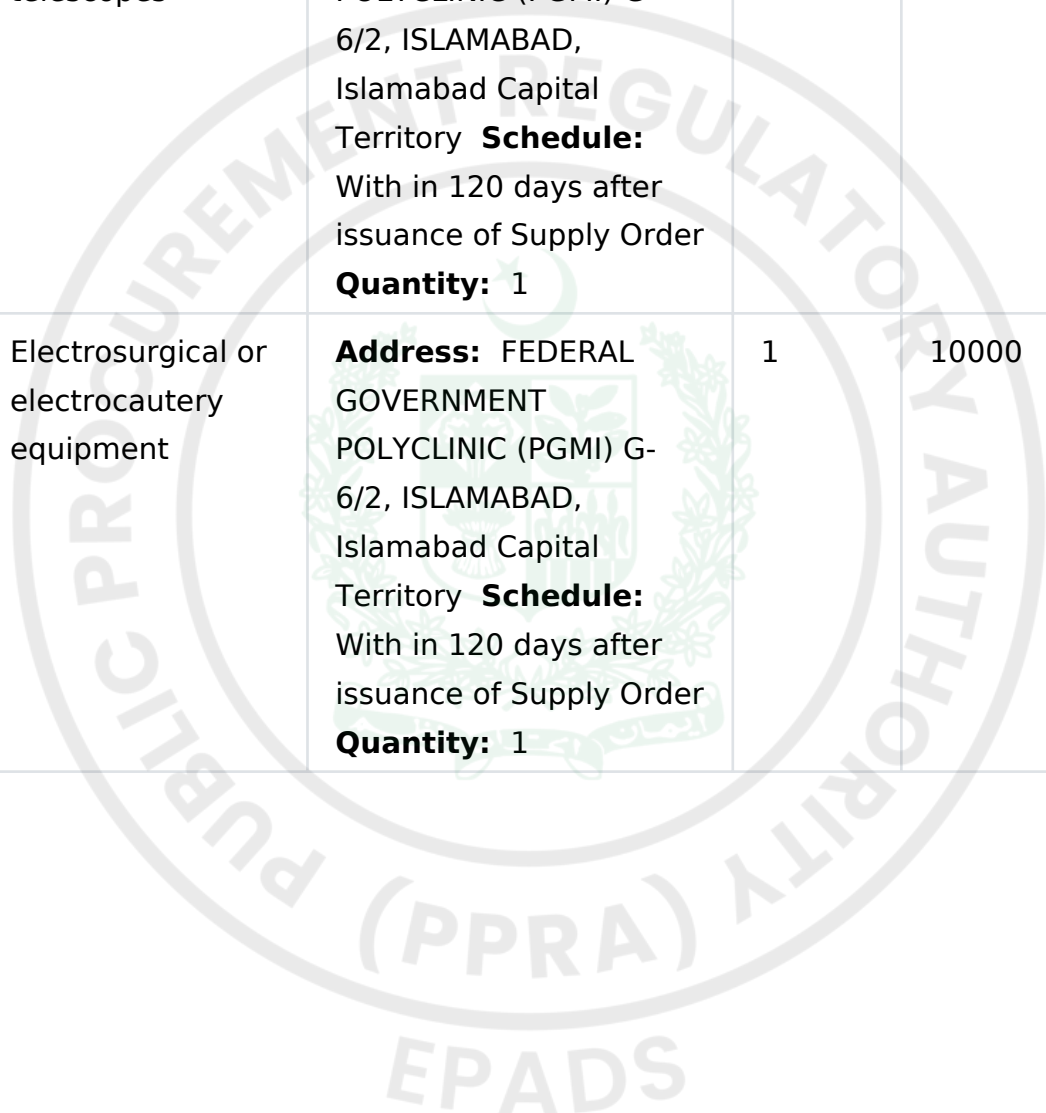 6/2, ISLAMABAD,
Islamabad Capital
Territory Schedule:
With in 120 days after
issuance of Supply Order
Quantity: 1
Electrosurgical or
electrocautery
equipment
Address: FEDERAL
GOVERNMENT
POLYCLINIC (PGMI) G-
6/2, ISLAMABAD,
Islamabad Capital
Territory Schedule:
With in 120 days after
issuance of Supply Order
Quantity: 1
1
10000
PUBLIC PROCUREMENT REGULATORY AUTHORITY
(PPRA)
EPADS